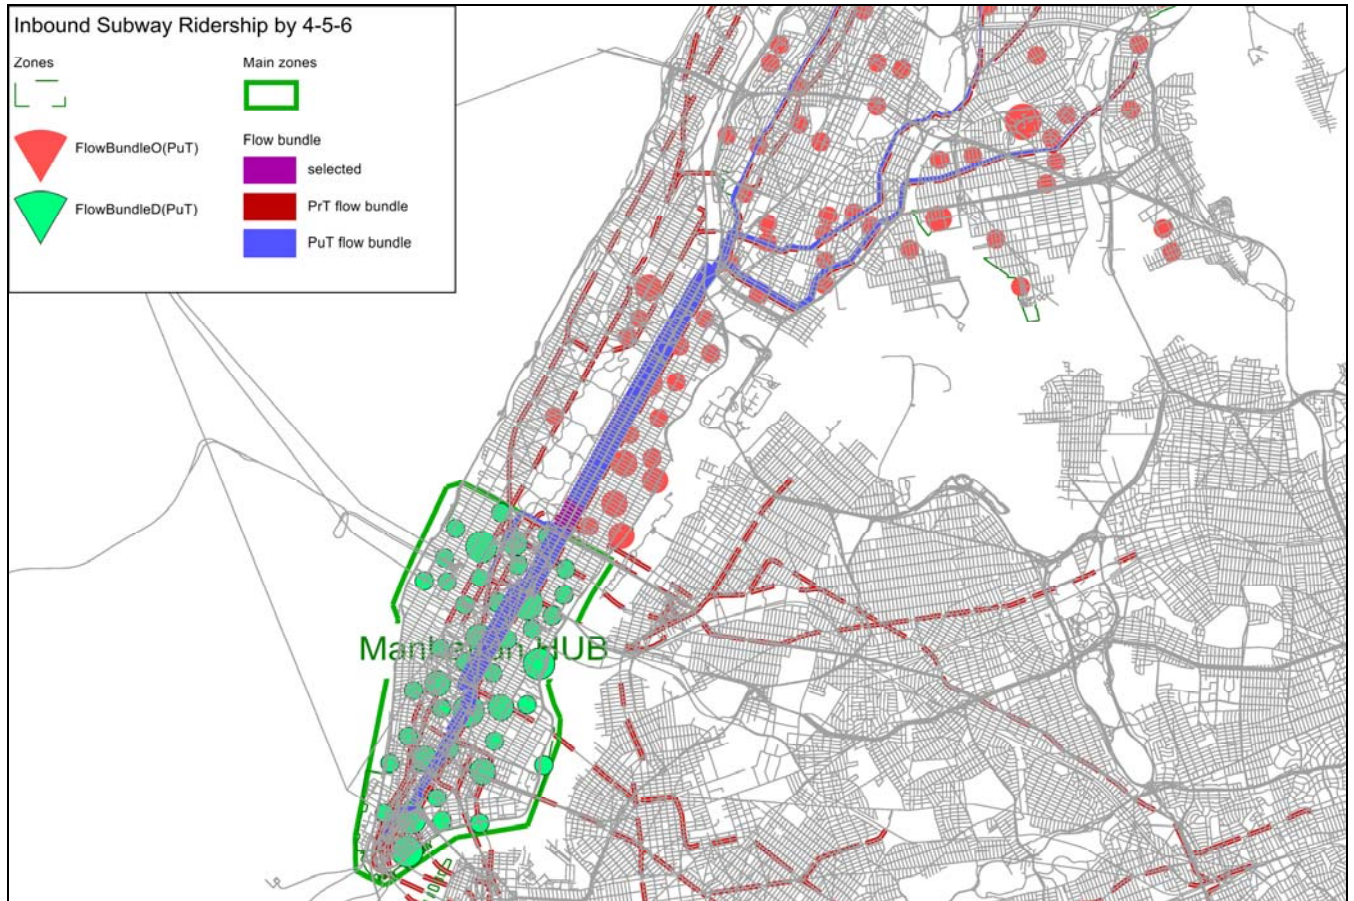 Inbound Subway Ridership by 4-5-6
Zones
Main zones
FlowBundleO(PuT)
Flow bundle
selected
FlowBundleD(PuT)
PrT flow bundle
PuT flow bundle
Manhattan HUB